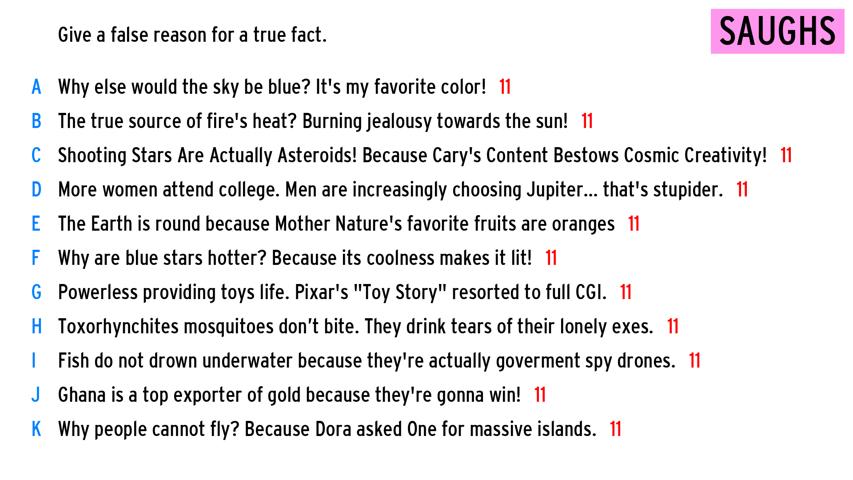 Give a false reason for a true fact.
SAUGHS
A Why else would the sky be blue? It's my favorite color! 11
B The true source of fire's heat? Burning jealousy towards the sun! 11
C Shooting Stars Are Actually Asteroids! Because Cary's Content Bestows Cosmic Creativity! 11
D More women attend college. Men are increasingly choosing Jupiter... that's stupider. 11
E The Earth is round because Mother Nature's favorite fruits are oranges 11
F Why are blue stars hotter? Because its coolness makes it lit! 11
G Powerless providing toys life. Pixar's "Toy Story" resorted to full CGI. 11
H Toxorhynchites mosquitoes don’t bite. They drink tears of their lonely exes. 11
I Fish do not drown underwater because they're actually goverment spy drones. 11
J Ghana is a top exporter of gold because they're gonna win! 11
K Why people cannot fly? Because Dora asked One for massive islands. 11